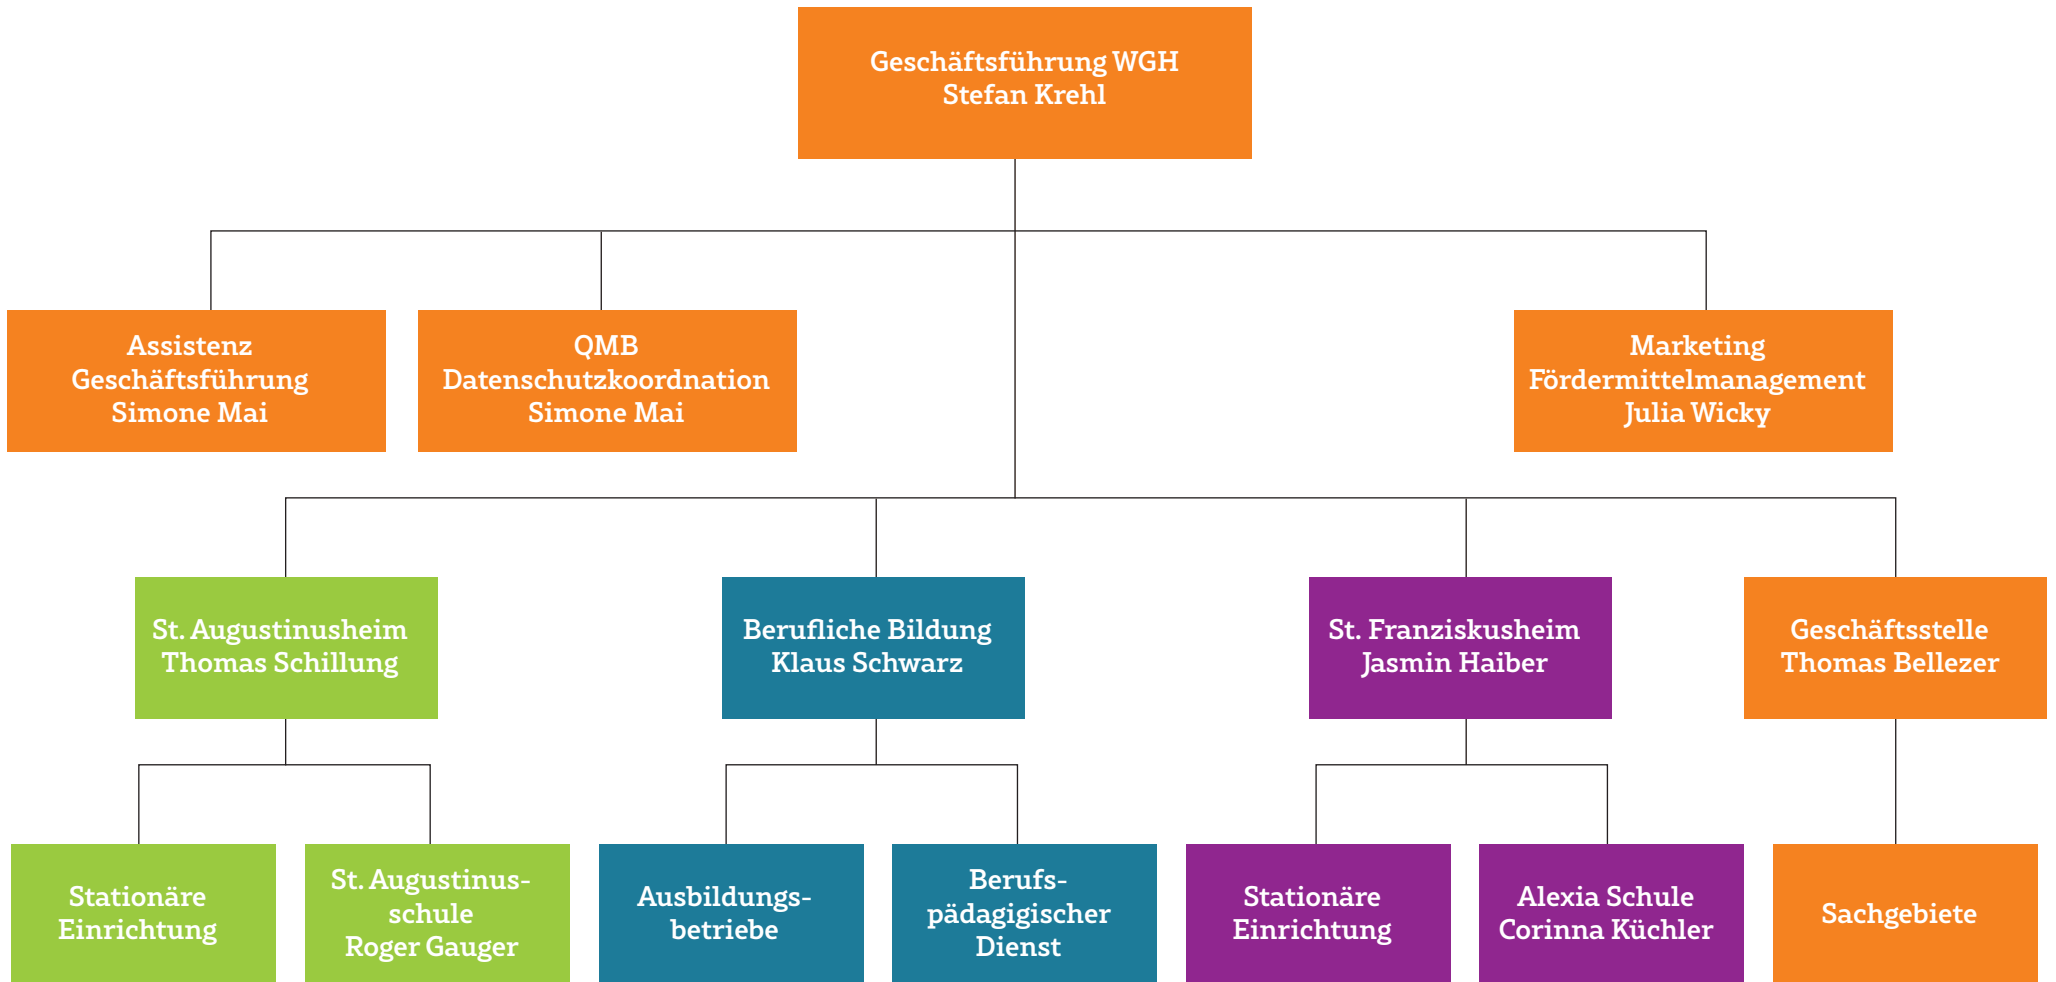 Geschäftsführung WGH
Stefan Krehl
Assistenz
Geschäftsführung
Simone Mai
QMB
Datenschutzkoordnation
Simone Mai
Marketing
Fördermittelmanagement
Julia Wicky
St. Augustinusheim
Thomas Schillung
Berufliche Bildung
Klaus Schwarz
St. Franziskusheim
Jasmin Haiber
Geschäftsstelle
Thomas Bellezer
Stationäre
Einrichtung
St. Augustinus-
schule
Roger Gauger
Ausbildungs-
betriebe
Berufs-
pädagigischer
Dienst
Stationäre
Einrichtung
Alexia Schule
Corinna Küchler
Sachgebiete